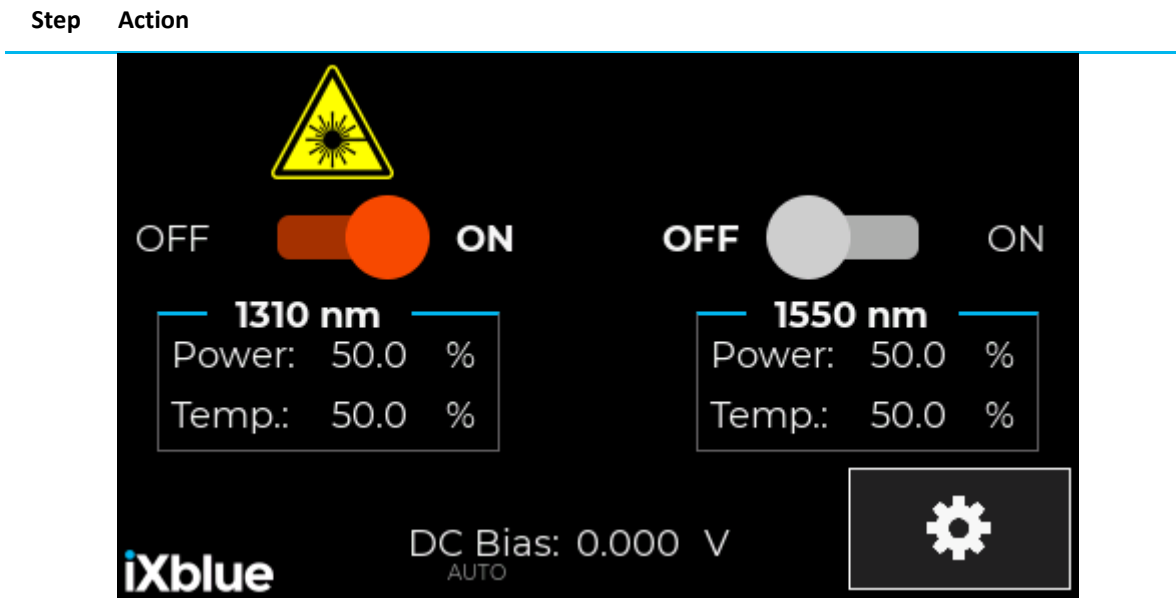 Step Action
OFF ON OFF ON
1310 nm 1550 nm
Power: 50.0 % Power: 50.0 %
Temp.: 50.0 % Temp.: 50.0 %
DC Bias: 0.000 V
AUTO
iXblue